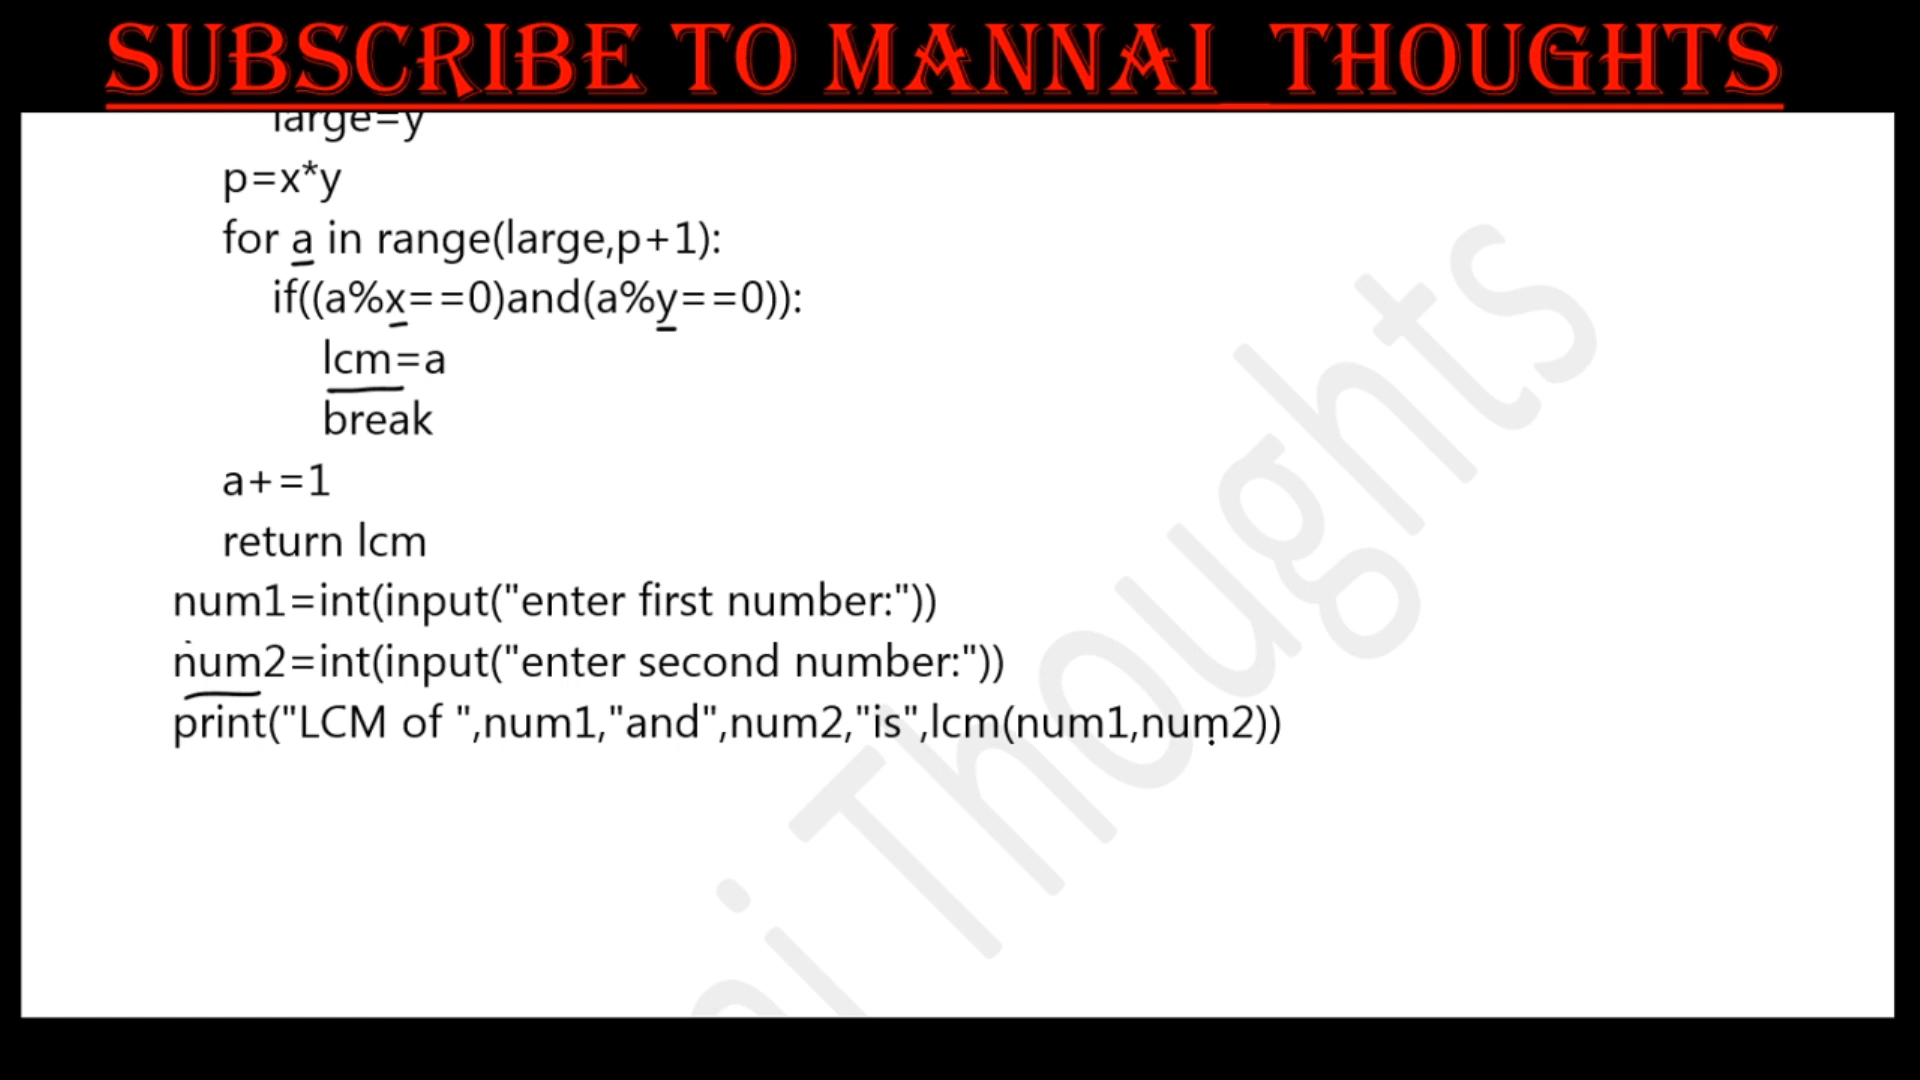 SUBSCRIBE TO MANNAI_THOUGHTS
large=y
p=x*y
for a in range(large,p+1):
if((a%x==0)and(a%y==0)):
lcm=a
break
a+=1
return lcm
num1=int(input("enter first number:"))
num2=int(input("enter second number:"))
print("LCM of ",num1,"and",num2,"is",lcm(num1,num2))
Thoughts